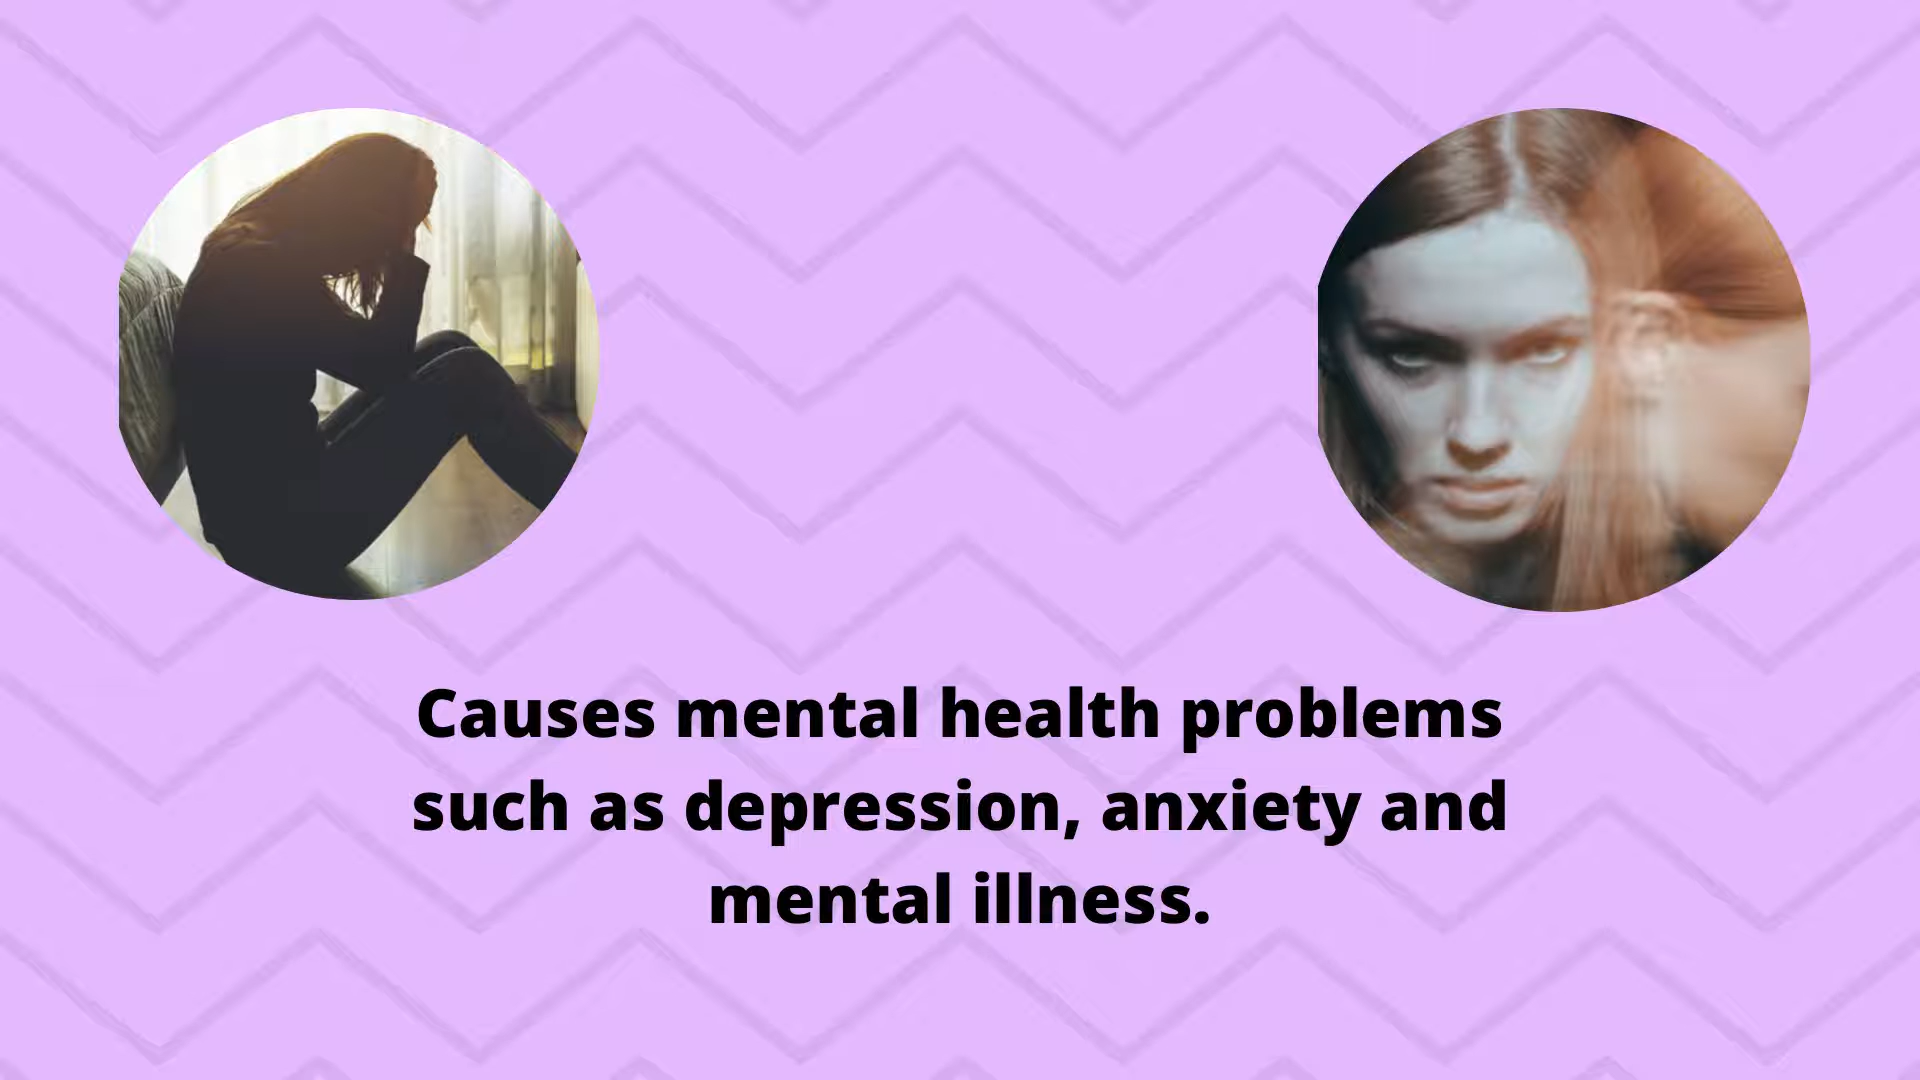 Causes mental health problems
such as depression, anxiety and
mental illness.